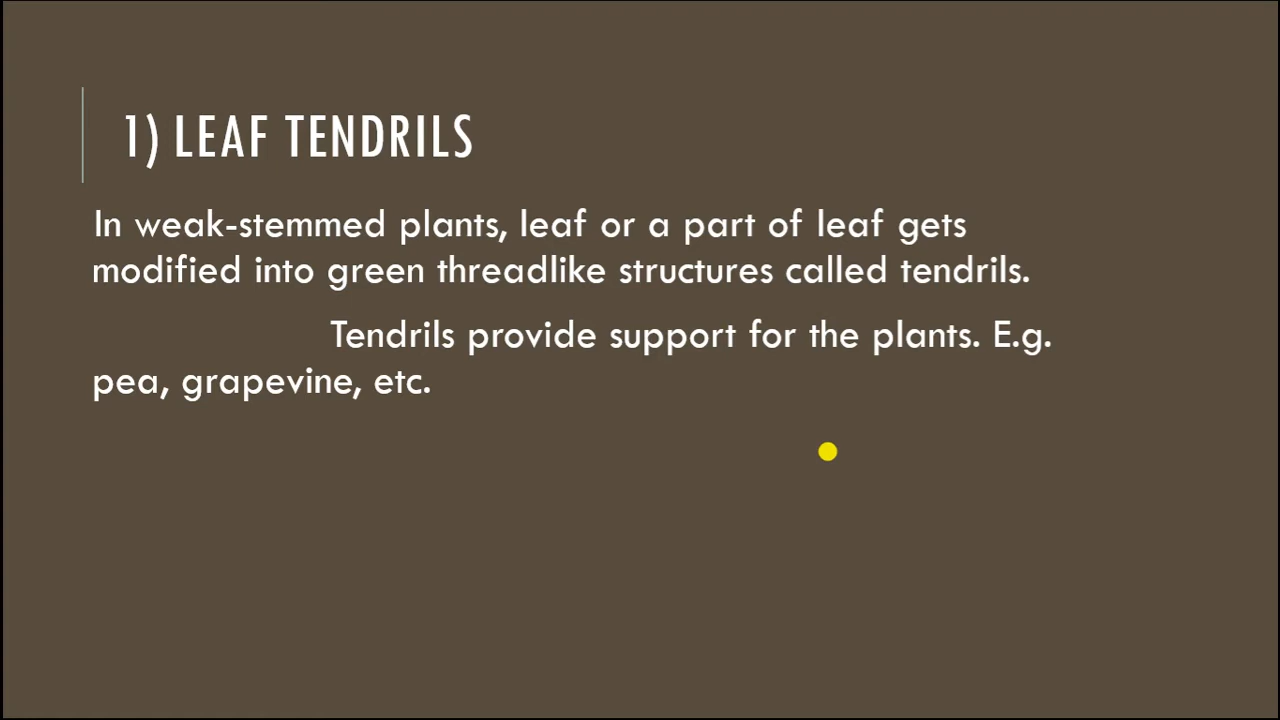 1) LEAF TENDRILS
In weak-stemmed plants, leaf or a part of leaf gets
modified into green threadlike structures called tendrils.
Tendrils provide support for the plants. E.g.
pea, grapevine, etc.